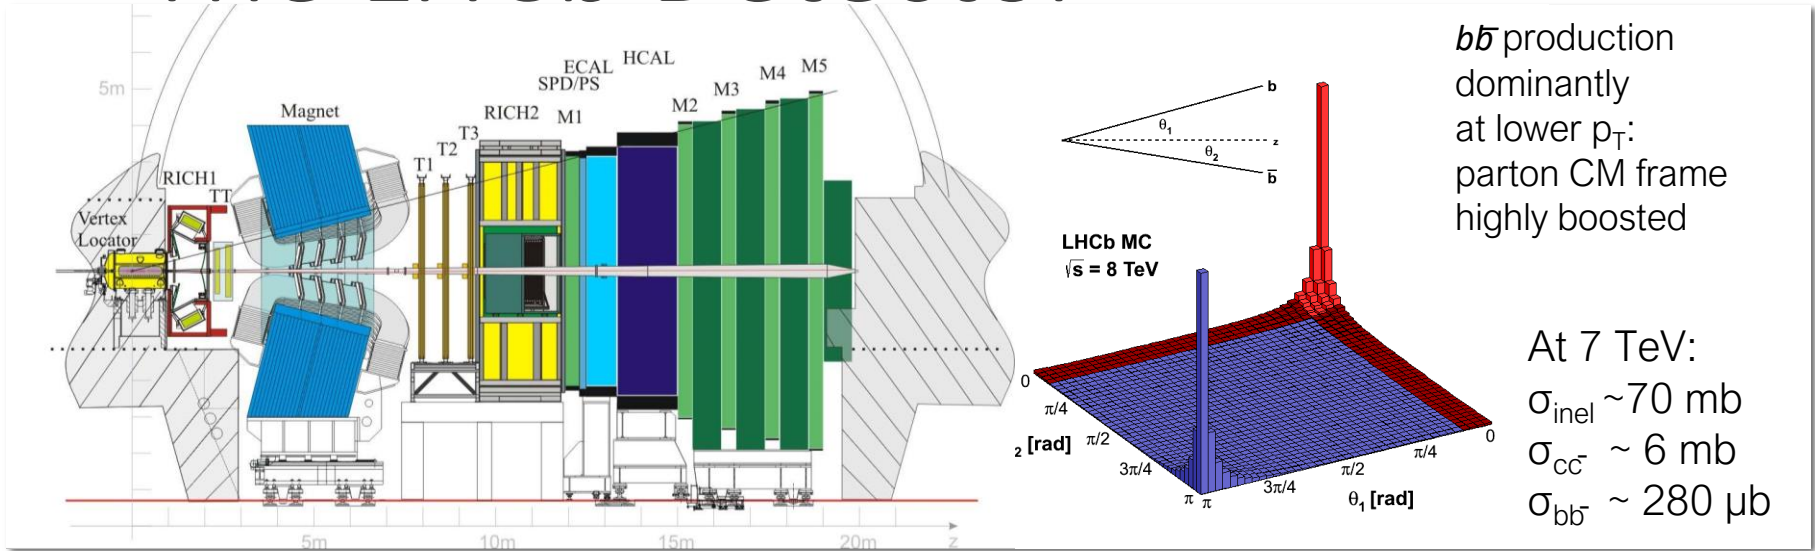 The LHCb Detector
5m
Magnet
RICH1
TT
Vertex
Locator
T1
T2
T3
RICH2
M1
SPD/PS
ECAL
HCAL
M2
M3
M4
M5
5m
10m
15m
20m
z
b
θ1
z
θ2
b̅
LHCb MC
√s = 8 TeV
0
π/4
π/2
3π/4
π
2 [rad]
π
3π/4
π/2
π/4
0
θ1 [rad]
bb̅ production
dominantly
at lower pT:
parton CM frame
highly boosted
At 7 TeV:
σinel ~70 mb
σcc̅ ~ 6 mb
σbb̅ ~ 280 μb